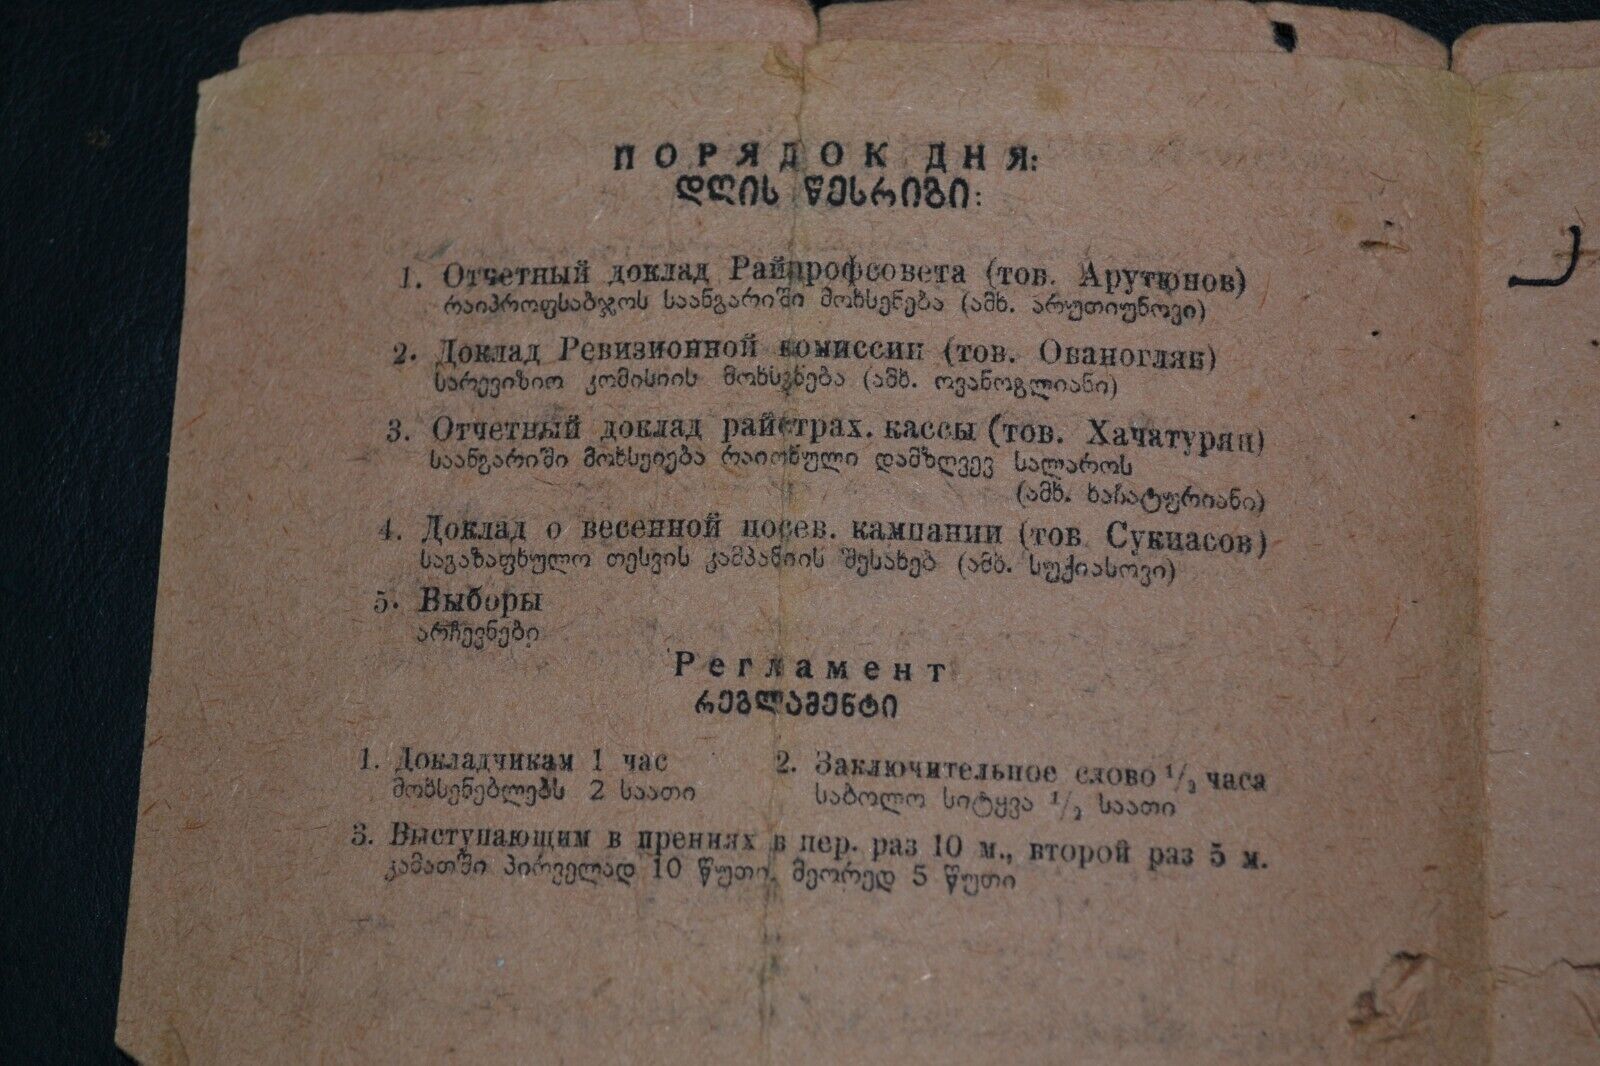 ПОРЯДОК ДНЯ:
დღის წესრიგი:
1. Отчетный доклад Райпрофсовета (тов. Арутюнов)
რაიპროფსაბჯოს საანგარიშო მოხსენება (ამხ. არუთიუნოვი)
2. Доклад Ревизионной комиссии (тов. Ованоглян)
სარევიზიო კომისიის მოხსენება (ამხ. ოვანოგლიანი)
3. Отчетный доклад райстрах. кассы (тов. Хачатурян)
საანგარიშო მოხსენება რაიონული დამზღვევ სალაროს
(ამხ. ხაჩატურიანი)
4. Доклад о весенной посев. кампании (тов. Сукиасов)
საგაზაფხულო თესვის კამპანიის შესახებ (ამხ. სუქიასოვი)
5. Выборы
არჩევნები
Регламент
რეგლამენტი
1. Докладчикам 1 час
მოხსენებლებს 2 საათი
2. Заключительное слово 1/2 часа
საბოლო სიტყვა 1/2 საათი
3. Выступающим в прениях в пер. раз 10 м., второй раз 5 м.
კამათში პირველად 10 წუთი, მეორედ 5 წუთი